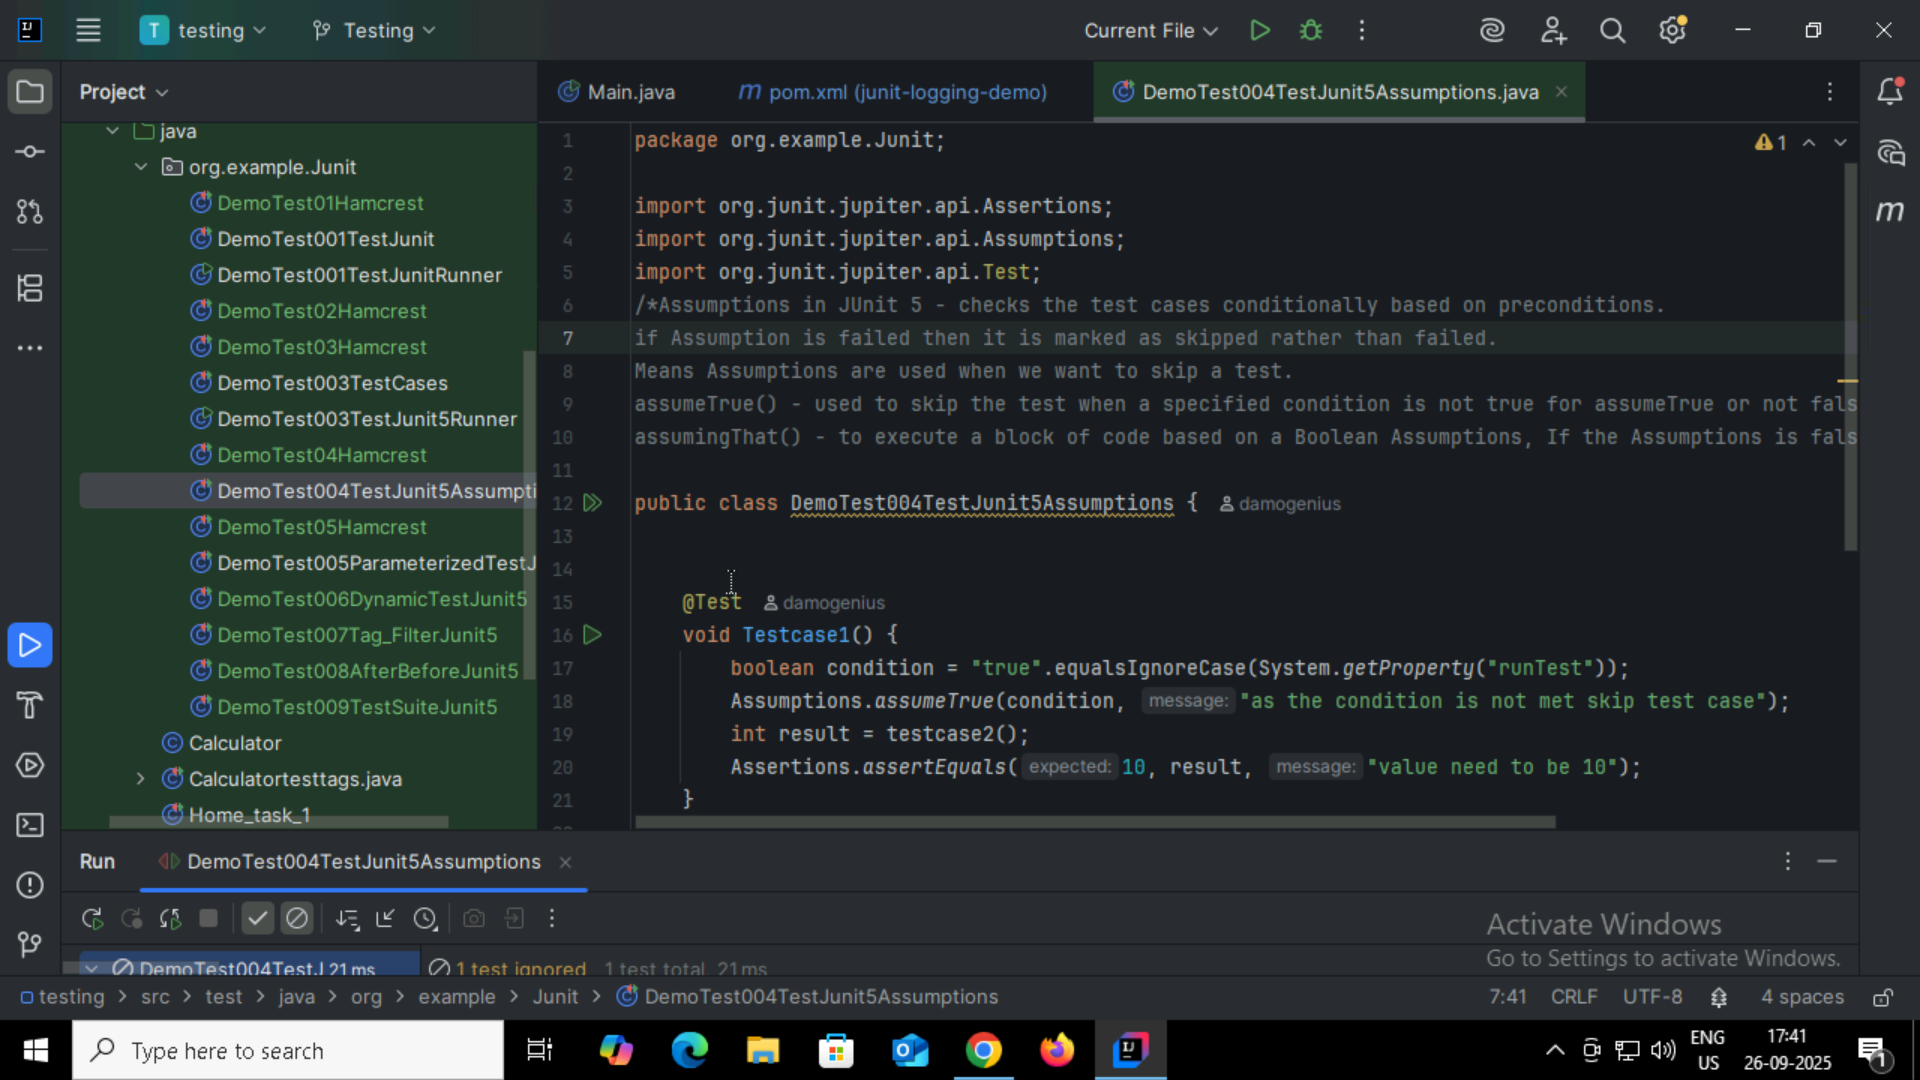 testing
Testing
Current File
Project
Main.java
pom.xml (junit-logging-demo)
DemoTest004TestJunit5Assumptions.java
java
org.example.Junit
DemoTest01Hamcrest
DemoTest001TestJunit
DemoTest001TestJunitRunner
DemoTest02Hamcrest
DemoTest03Hamcrest
DemoTest003TestCases
DemoTest003TestJunit5Runner
DemoTest04Hamcrest
DemoTest004TestJunit5Assumpti
DemoTest05Hamcrest
DemoTest005ParameterizedTestJ
DemoTest006DynamicTestJunit5
DemoTest007Tag_FilterJunit5
DemoTest008AfterBeforeJunit5
DemoTest009TestSuiteJunit5
Calculator
Calculatortesttags.java
Home_task_1
1 package org.example.Junit;
1
2
3 import org.junit.jupiter.api.Assertions;
4 import org.junit.jupiter.api.Assumptions;
5 import org.junit.jupiter.api.Test;
6 /*Assumptions in JUnit 5 - checks the test cases conditionally based on preconditions.
7 if Assumption is failed then it is marked as skipped rather than failed.
8 Means Assumptions are used when we want to skip a test.
9 assumeTrue() - used to skip the test when a specified condition is not true for assumeTrue or not fals
10 assumingThat() - to execute a block of code based on a Boolean Assumptions, If the Assumptions is fals
11
12 public class DemoTest004TestJunit5Assumptions { damogenius
13
14
15 @Test damogenius
16 void Testcase1() {
17 boolean condition = "true".equalsIgnoreCase(System.getProperty("runTest"));
18 Assumptions.assumeTrue(condition, message: "as the condition is not met skip test case");
19 int result = testcase2();
20 Assertions.assertEquals( expected: 10, result, message: "value need to be 10");
21 }
Run
DemoTest004TestJunit5Assumptions
DemoTest004TestJ 21 ms
1 test ignored 1 test total, 21 ms
Activate Windows
Go to Settings to activate Windows.
testing > src > test > java > org > example > Junit > DemoTest004TestJunit5Assumptions
7:41 CRLF UTF-8 4 spaces
Type here to search
ENG
US
17:41
26-09-2025
1